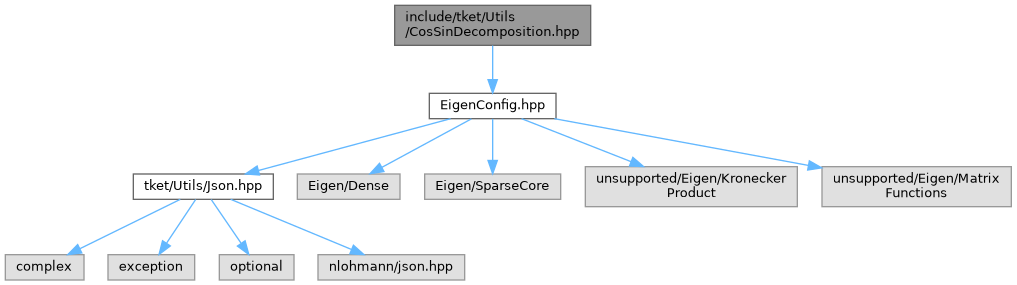 include/tket/Utils
/CosSinDecomposition.hpp
EigenConfig.hpp
tket/Utils/Json.hpp
Eigen/Dense
Eigen/SparseCore
unsupported/Eigen/Kronecker
Product
unsupported/Eigen/Matrix
Functions
complex
exception
optional
nlohmann/json.hpp